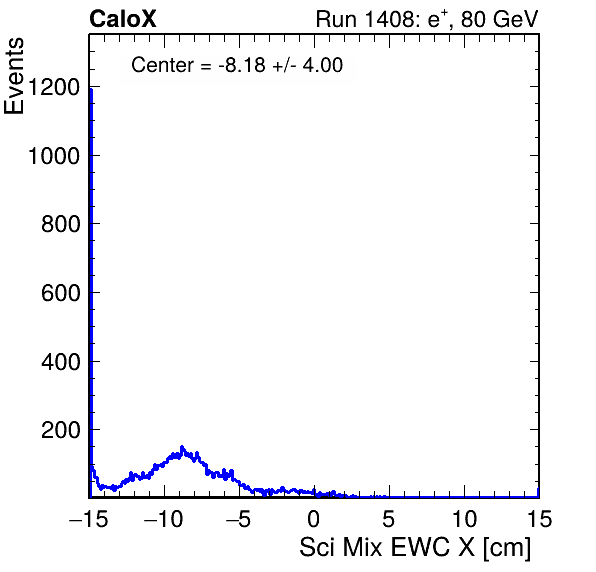 CaloX
Run 1408: e⁺, 80 GeV
Center = -8.18 +/- 4.00
Events
1200
1000
800
600
400
200
−15 −10 −5 0 5 10 15
Sci Mix EWC X [cm]